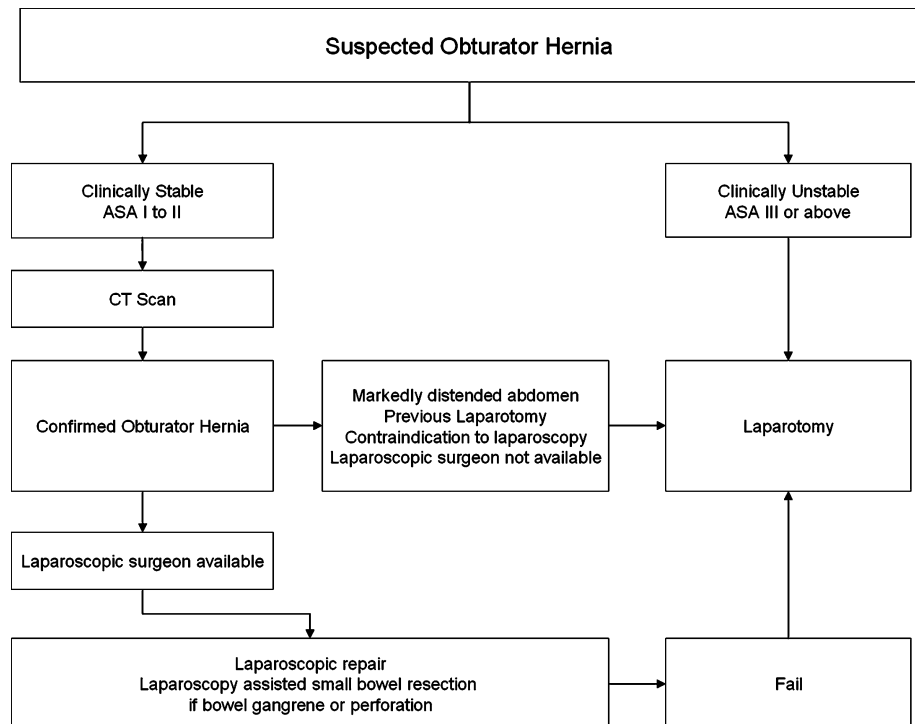 Suspected Obturator Hernia
Clinically Stable
ASA I to II
Clinically Unstable
ASA III or above
CT Scan
Confirmed Obturator Hernia
Markedly distended abdomen
Previous Laparotomy
Contraindication to laparoscopy
Laparoscopic surgeon not available
Laparotomy
Laparoscopic surgeon available
Laparoscopic repair
Laparoscopy assisted small bowel resection
if bowel gangrene or perforation
Fail